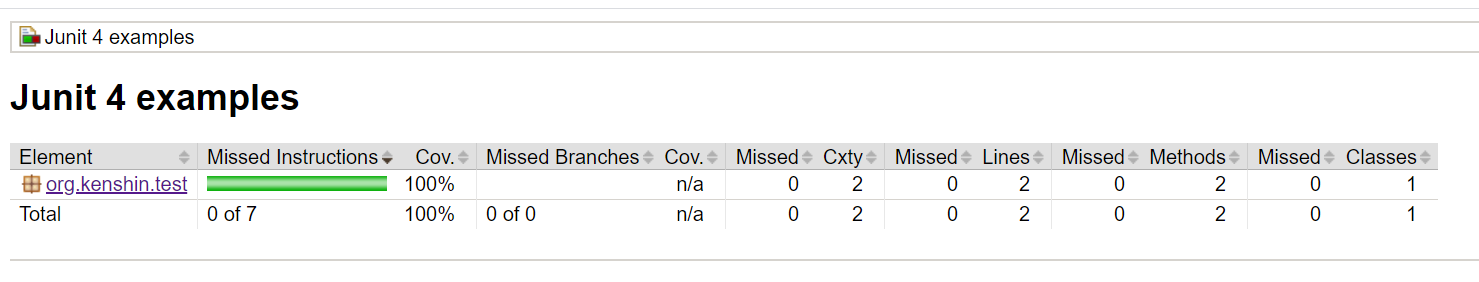 Junit 4 examples
Junit 4 examples
Element Missed Instructions Cov. Missed Branches Cov. Missed Cxty Missed Lines Missed Methods Missed Classes
org.kenshin.test 100% n/a 0 2 0 2 0 2 0 1
Total 0 of 7 100% 0 of 0 n/a 0 2 0 2 0 2 0 1